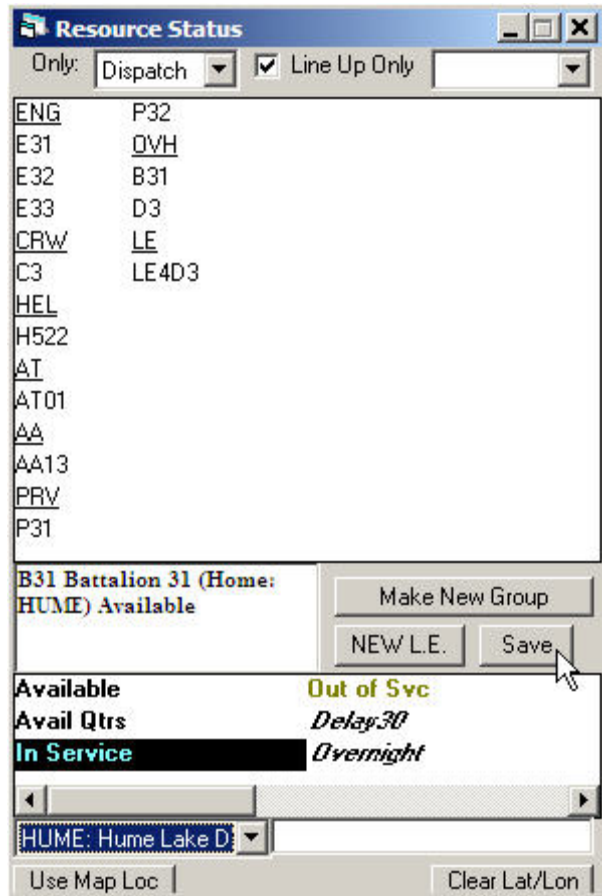 Resource Status
Only: Dispatch Line Up Only
ENG P32
E31 OVH
E32 B31
E33 D3
CRW LE
C3 LE4D3
HEL
H522
AT
AT01
AA
AA13
PRV
P31
B31 Battalion 31 (Home:
HUME) Available
Make New Group
NEW L.E. Save
Available Out of Svc
Avail Qtrs Delay30
In Service Overnight
HUME: Hume Lake D
Use Map Loc Clear Lat/Lon